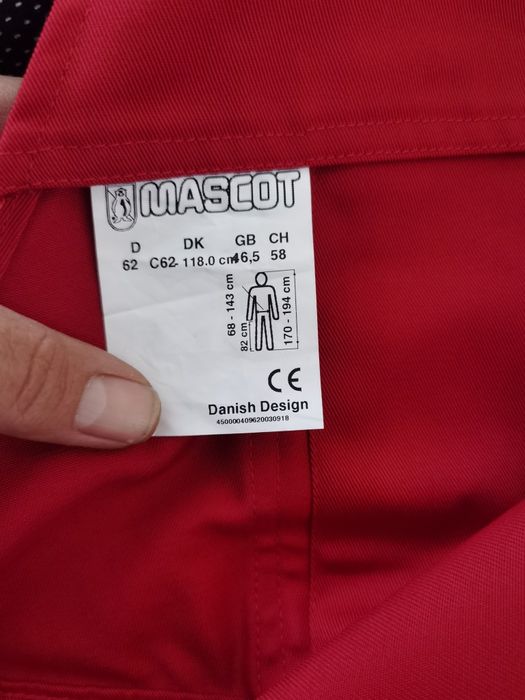 MASCOT
D DK GB CH
62 C62- 118.0 cm 46,5 58
68 - 143 cm
82 cm
170 - 194 cm
CE
Danish Design
450000409620030918